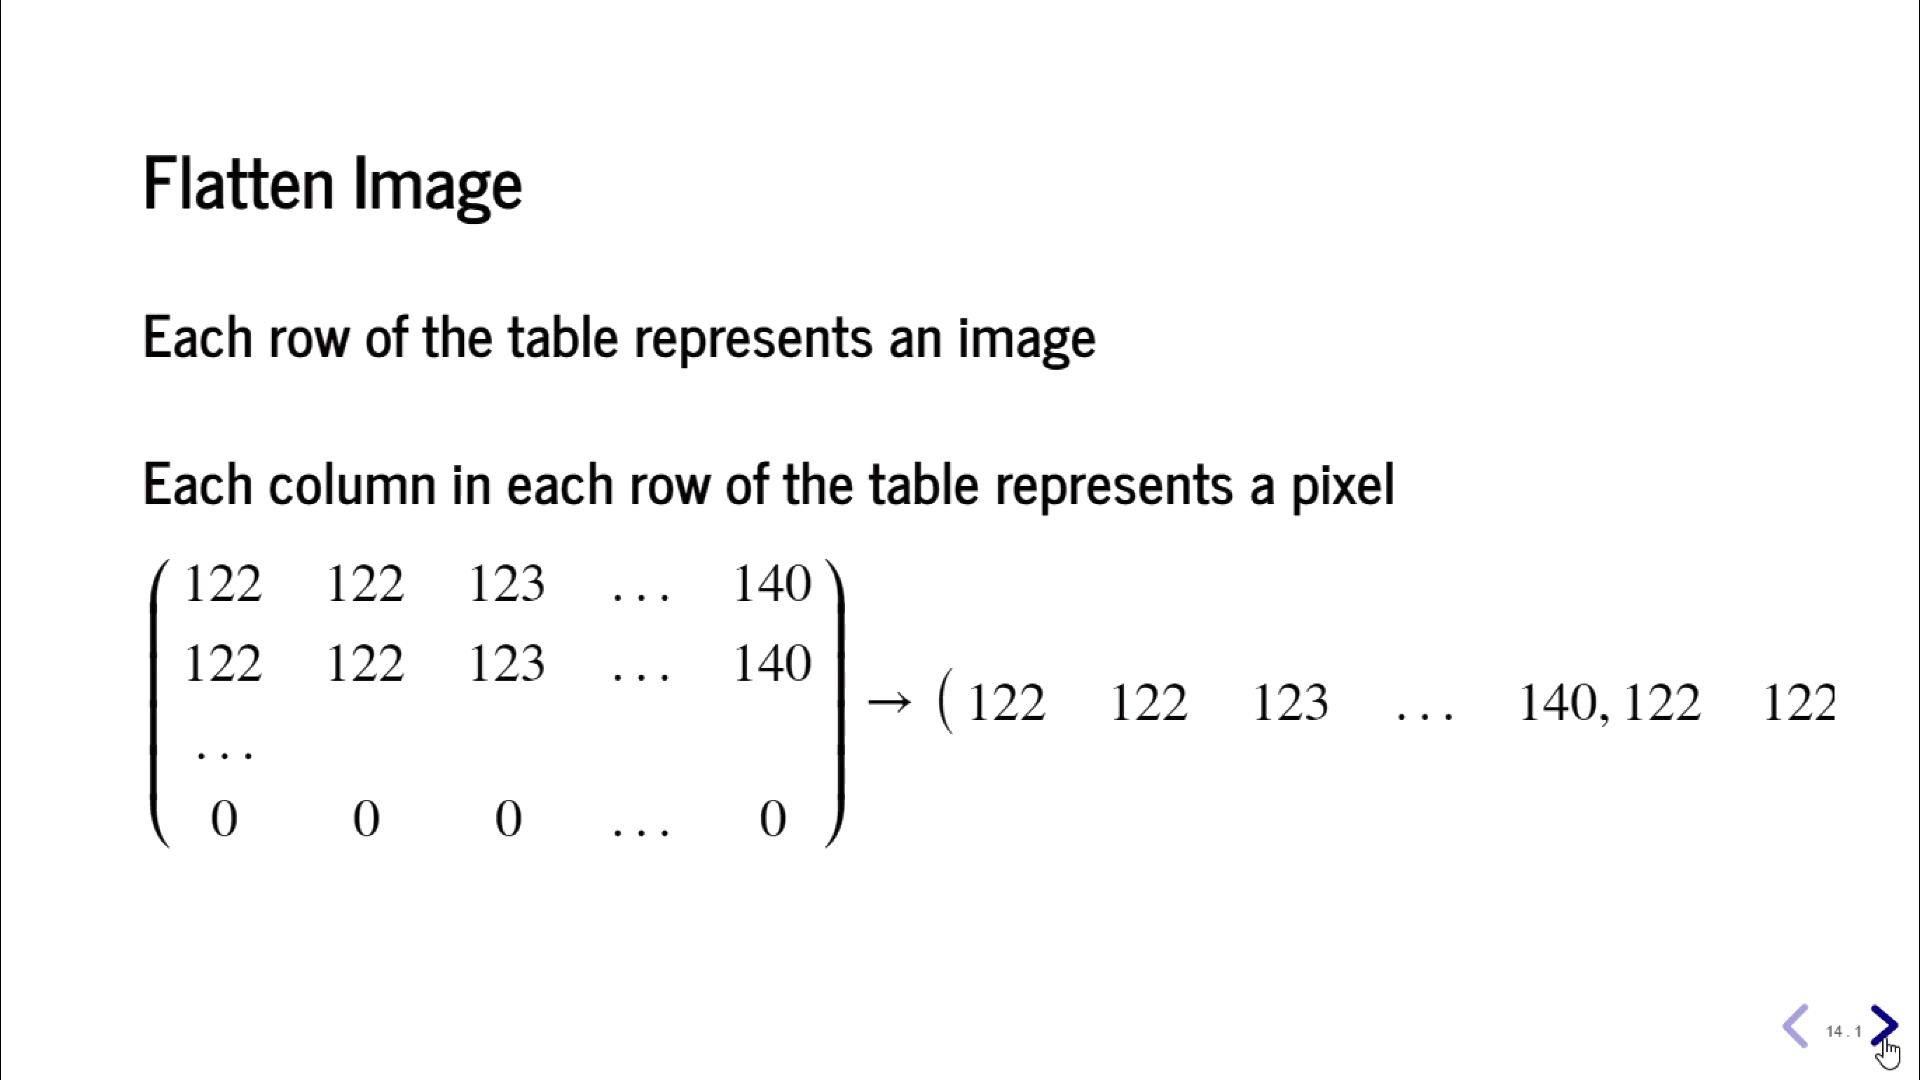 Flatten Image
Each row of the table represents an image
Each column in each row of the table represents a pixel
( 122 122 123 ... 140 )
122 122 123 ... 140
→ ( 122 122 123 ... 140, 122 122
...
0 0 0 ... 0
14 . 1